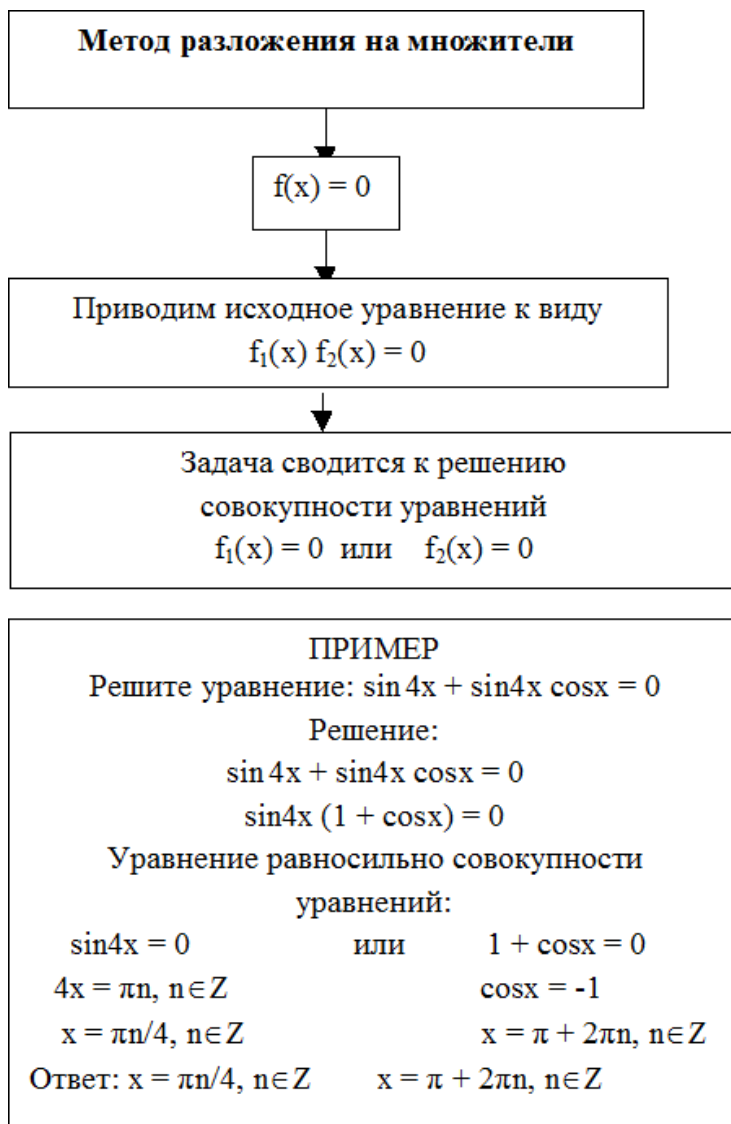 Метод разложения на множители
f(x) = 0
Приводим исходное уравнение к виду
f₁(x) f₂(x) = 0
Задача сводится к решению
совокупности уравнений
f₁(x) = 0 или f₂(x) = 0
ПРИМЕР
Решите уравнение: sin 4x + sin4x cosx = 0
Решение:
sin 4x + sin4x cosx = 0
sin4x (1 + cosx) = 0
Уравнение равносильно совокупности
уравнений:
sin4x = 0 или 1 + cosx = 0
4x = πn, n∈Z cosx = -1
x = πn/4, n∈Z x = π + 2πn, n∈Z
Ответ: x = πn/4, n∈Z x = π + 2πn, n∈Z